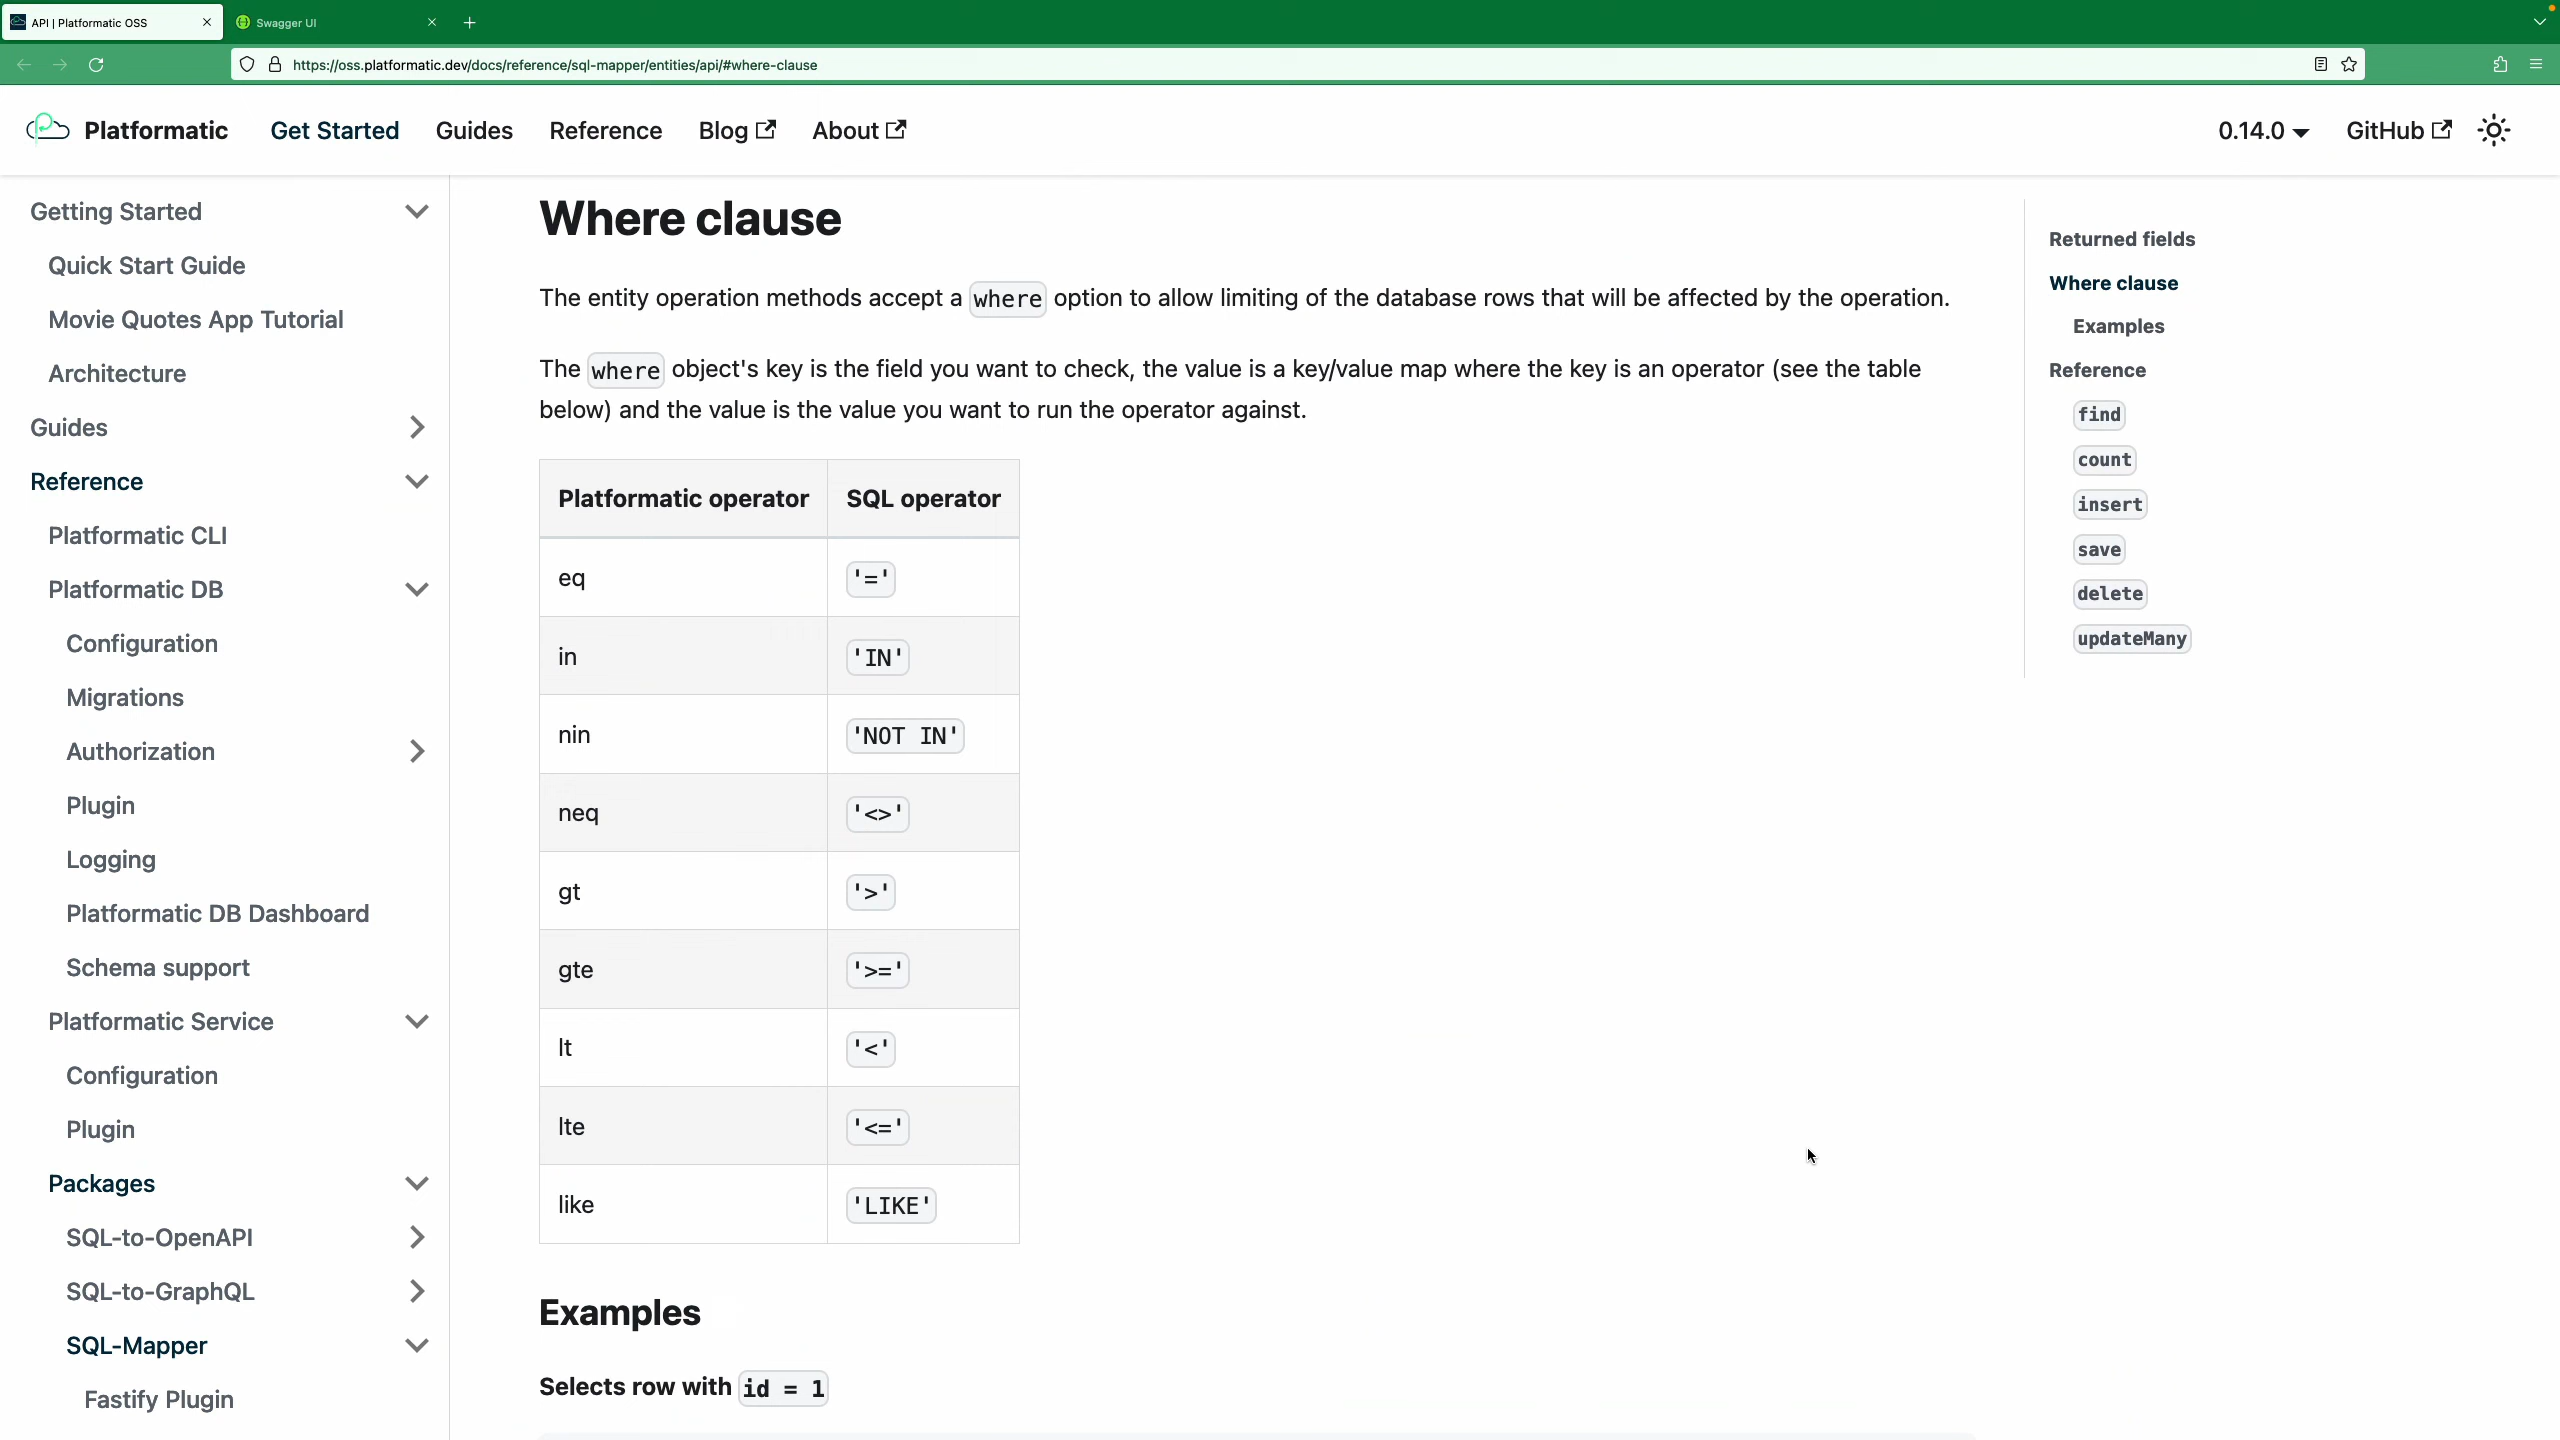 API | Platformatic OSS
Swagger UI
https://oss.platformatic.dev/docs/reference/sql-mapper/entities/api/#where-clause
Platformatic
Get Started
Guides
Reference
Blog
About
0.14.0
GitHub
Getting Started
Quick Start Guide
Movie Quotes App Tutorial
Architecture
Guides
Reference
Platformatic CLI
Platformatic DB
Configuration
Migrations
Authorization
Plugin
Logging
Platformatic DB Dashboard
Schema support
Platformatic Service
Configuration
Plugin
Packages
SQL-to-OpenAPI
SQL-to-GraphQL
SQL-Mapper
Fastify Plugin
Where clause
The entity operation methods accept a where option to allow limiting of the database rows that will be affected by the operation.
The where object's key is the field you want to check, the value is a key/value map where the key is an operator (see the table
below) and the value is the value you want to run the operator against.
Platformatic operator SQL operator
eq '='
in 'IN'
nin 'NOT IN'
neq '<>'
gt '>'
gte '>='
lt '<'
lte '<='
like 'LIKE'
Examples
Selects row with id = 1
Returned fields
Where clause
Examples
Reference
find
count
insert
save
delete
updateMany